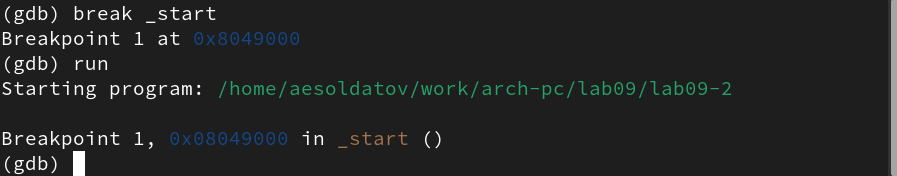 (gdb) break _start
Breakpoint 1 at 0x8049000
(gdb) run
Starting program: /home/aesoldatov/work/arch-pc/lab09/lab09-2
Breakpoint 1, 0x08049000 in _start ()
(gdb)